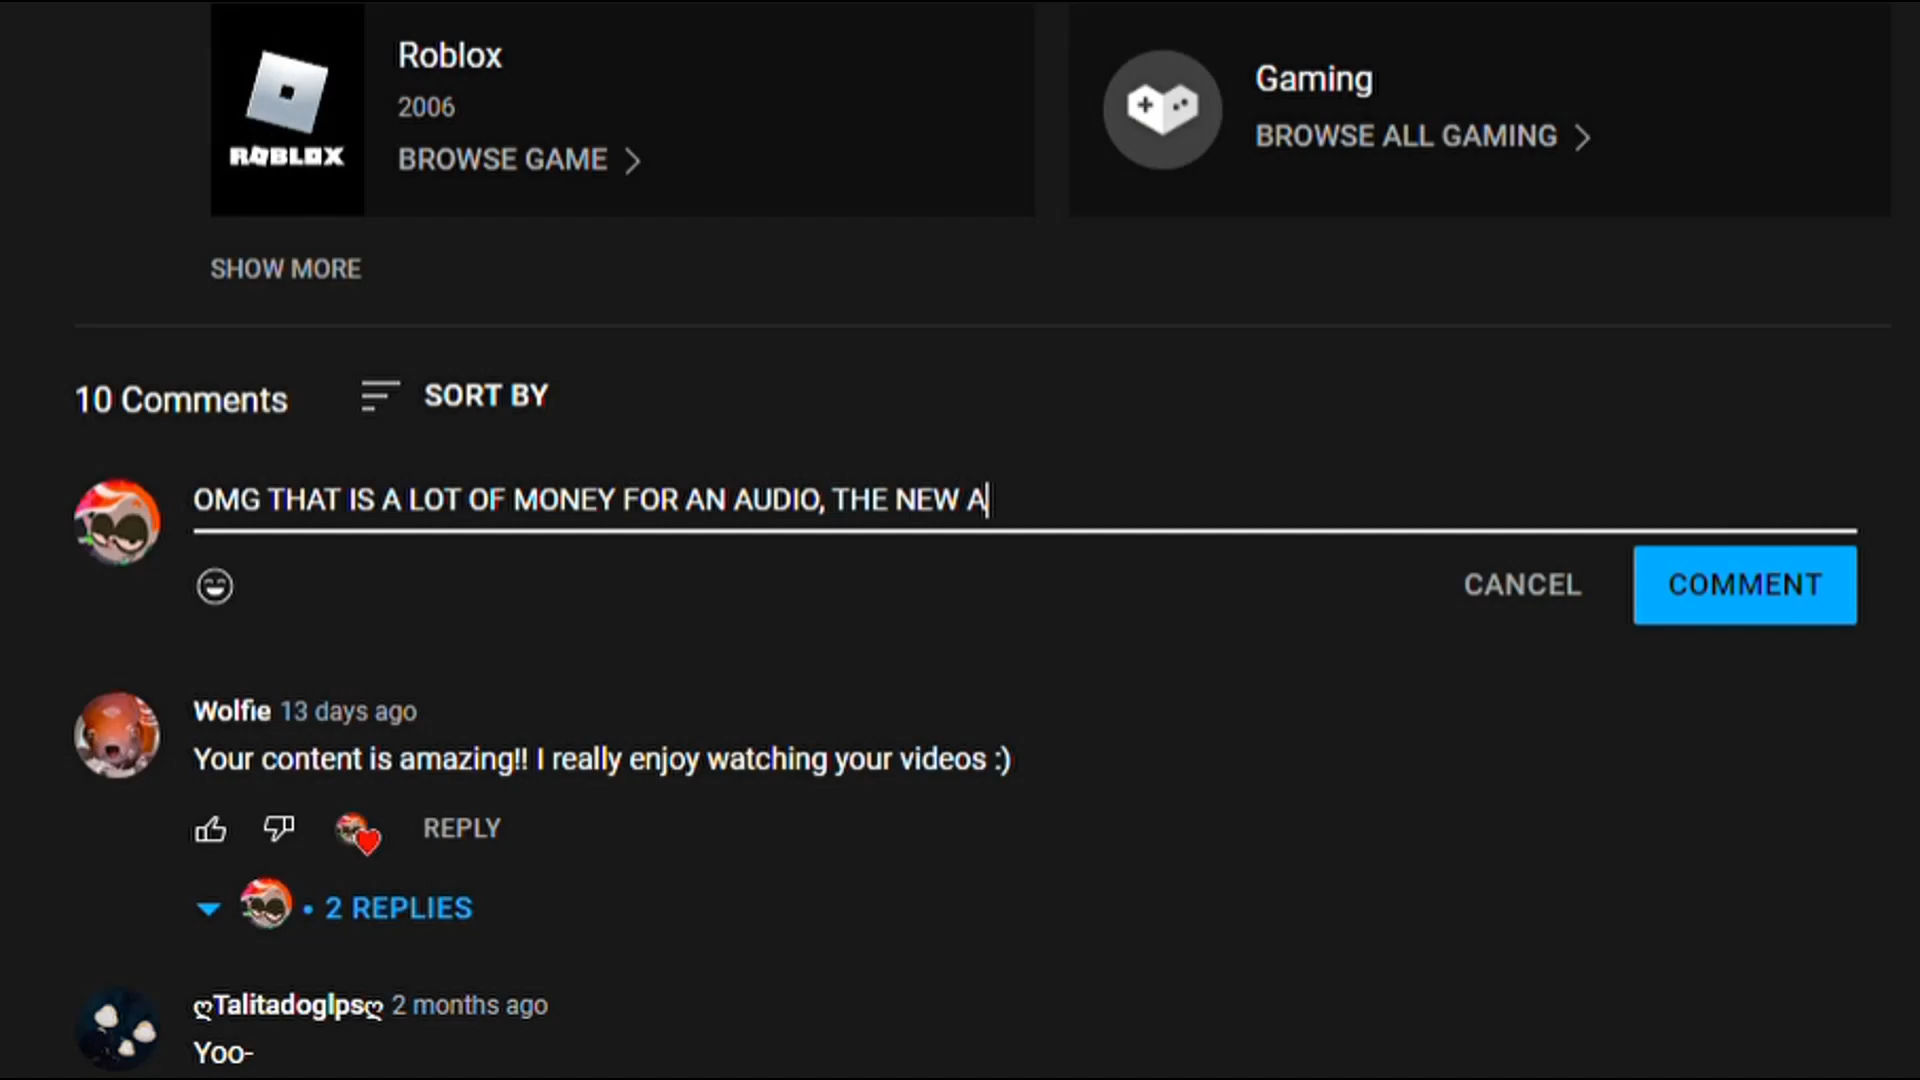 Roblox
2006
BROWSE GAME
ROBLOX
Gaming
BROWSE ALL GAMING
SHOW MORE
10 Comments
SORT BY
OMG THAT IS A LOT OF MONEY FOR AN AUDIO, THE NEW A
CANCEL
COMMENT
Wolfie 13 days ago
Your content is amazing!! I really enjoy watching your videos :)
REPLY
• 2 REPLIES
ღTalitadoglpsღ 2 months ago
Yoo-